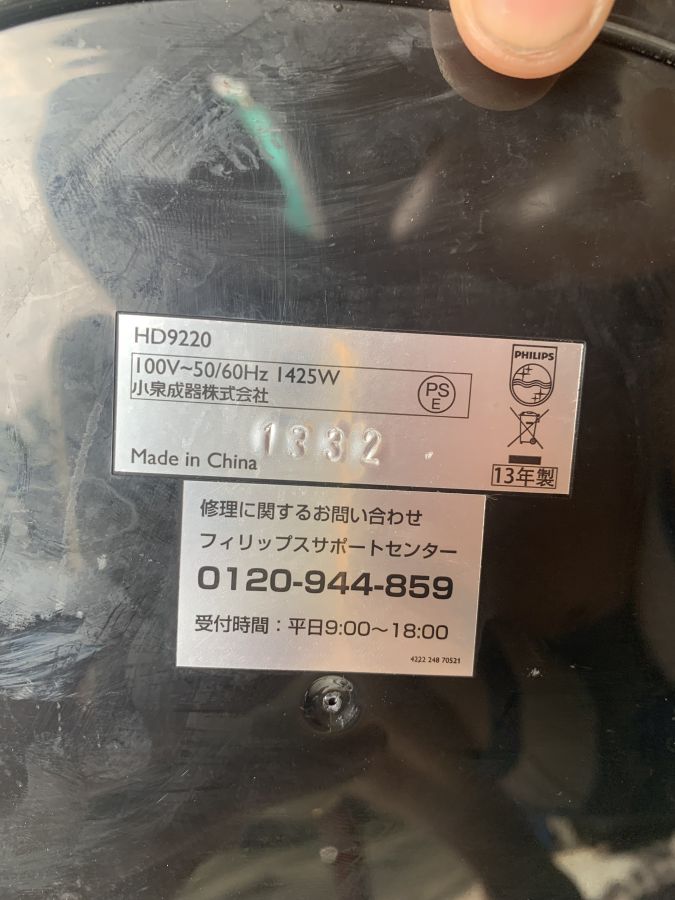 HD9220
100V~50/60Hz 1425W
小泉成器株式会社
PS
E
PHILIPS
1332
Made in China
13年製
修理に関するお問い合わせ
フィリップスサポートセンター
0120-944-859
受付時間：平日9:00～18:00
4222 248 70521